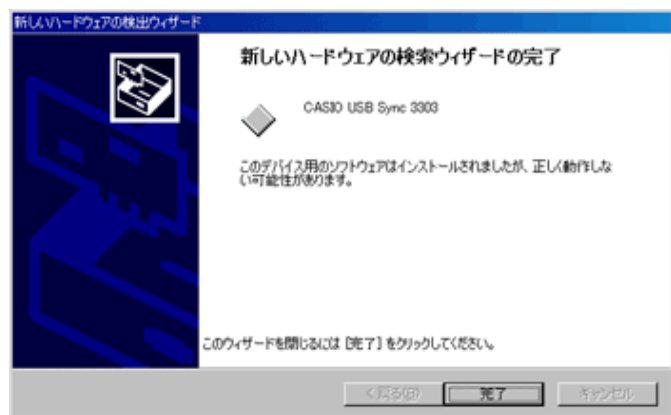 新しいハードウェアの検出ウィザード
新しいハードウェアの検索ウィザードの完了
CASIO USB Sync 3303
このデバイス用のソフトウェアはインストールされましたが、正しく動作しな
い可能性があります。
このウィザードを閉じるには [完了] をクリックしてください。
< 戻る(B)
完了
キャンセル